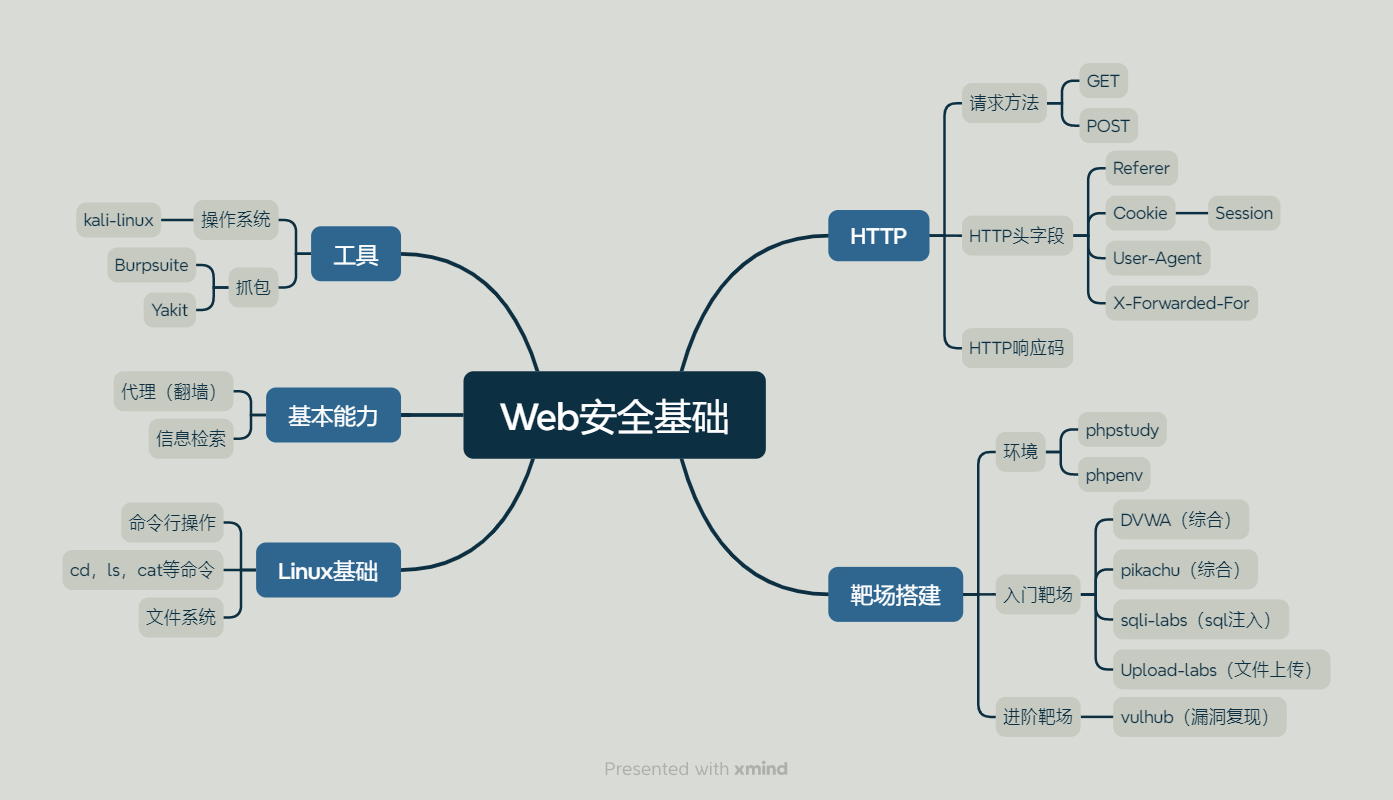 Web安全基础
HTTP
请求方法
GET
POST
HTTP头字段
Referer
Cookie
Session
User-Agent
X-Forwarded-For
HTTP响应码
靶场搭建
环境
phpstudy
phpenv
入门靶场
DVWA（综合）
pikachu（综合）
sqli-labs（sql注入）
Upload-labs（文件上传）
进阶靶场
vulhub（漏洞复现）
工具
操作系统
kali-linux
抓包
Burpsuite
Yakit
基本能力
代理（翻墙）
信息检索
Linux基础
命令行操作
cd，ls，cat等命令
文件系统
Presented with xmind